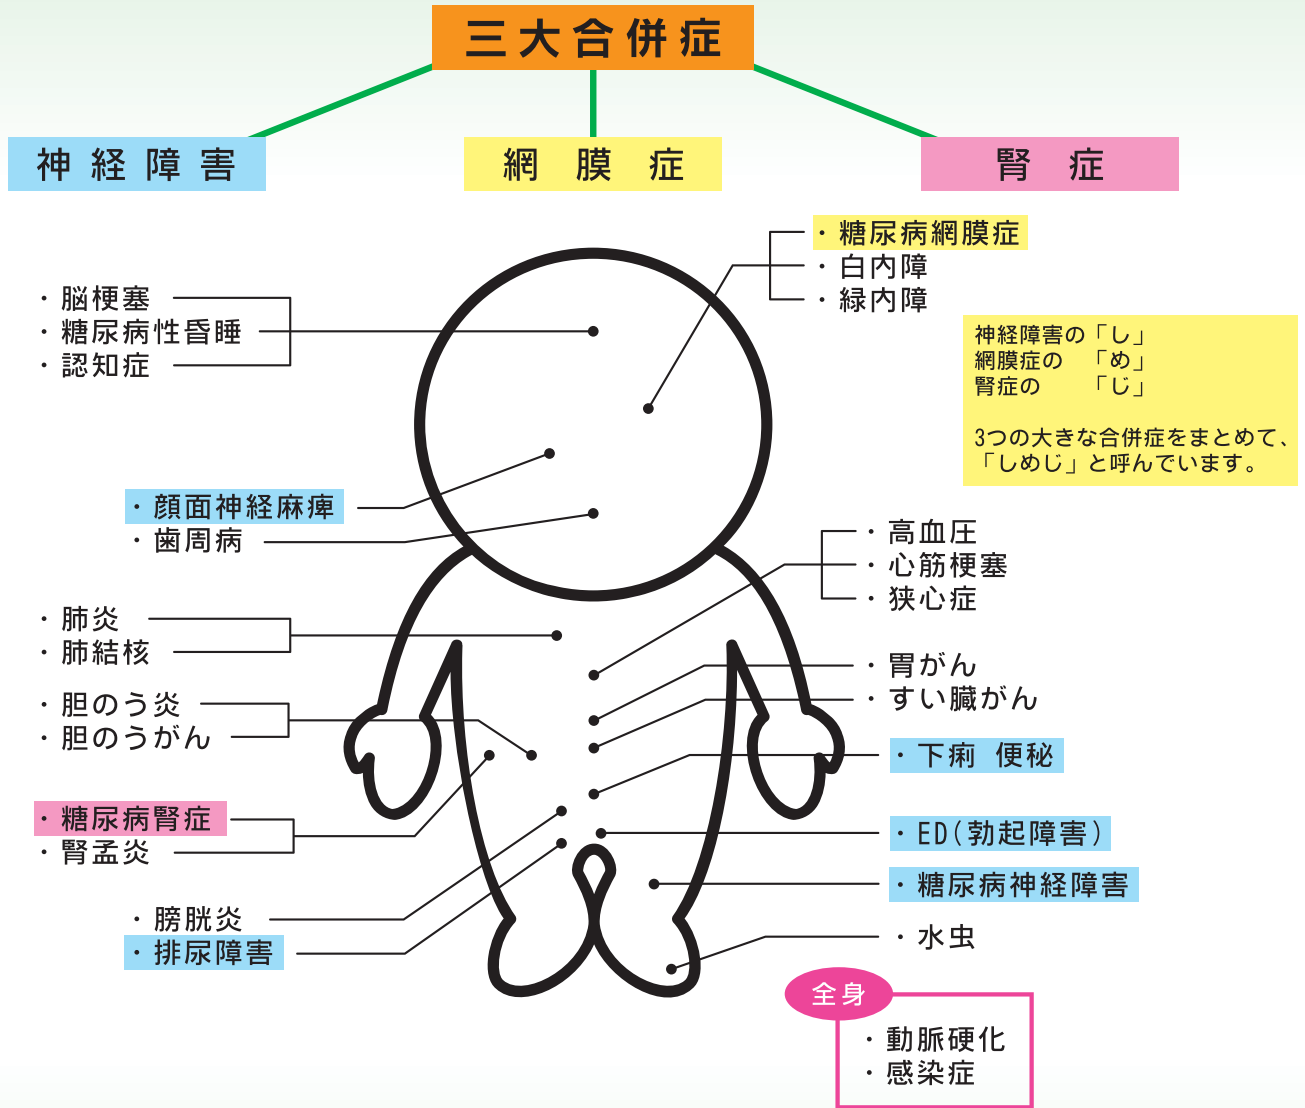 三大合併症
神経障害
網膜症
腎症
・糖尿病網膜症
・白内障
・緑内障
・脳梗塞
・糖尿病性昏睡
・認知症
神経障害の「し」
網膜症の　「め」
腎症の　　「じ」
3つの大きな合併症をまとめて、
「しめじ」と呼んでいます。
・顔面神経麻痺
・歯周病
・高血圧
・心筋梗塞
・狭心症
・肺炎
・肺結核
・胃がん
・すい臓がん
・胆のう炎
・胆のうがん
・下痢 便秘
・糖尿病腎症
・腎盂炎
・ED(勃起障害)
・糖尿病神経障害
・膀胱炎
・排尿障害
・水虫
全身
・動脈硬化
・感染症